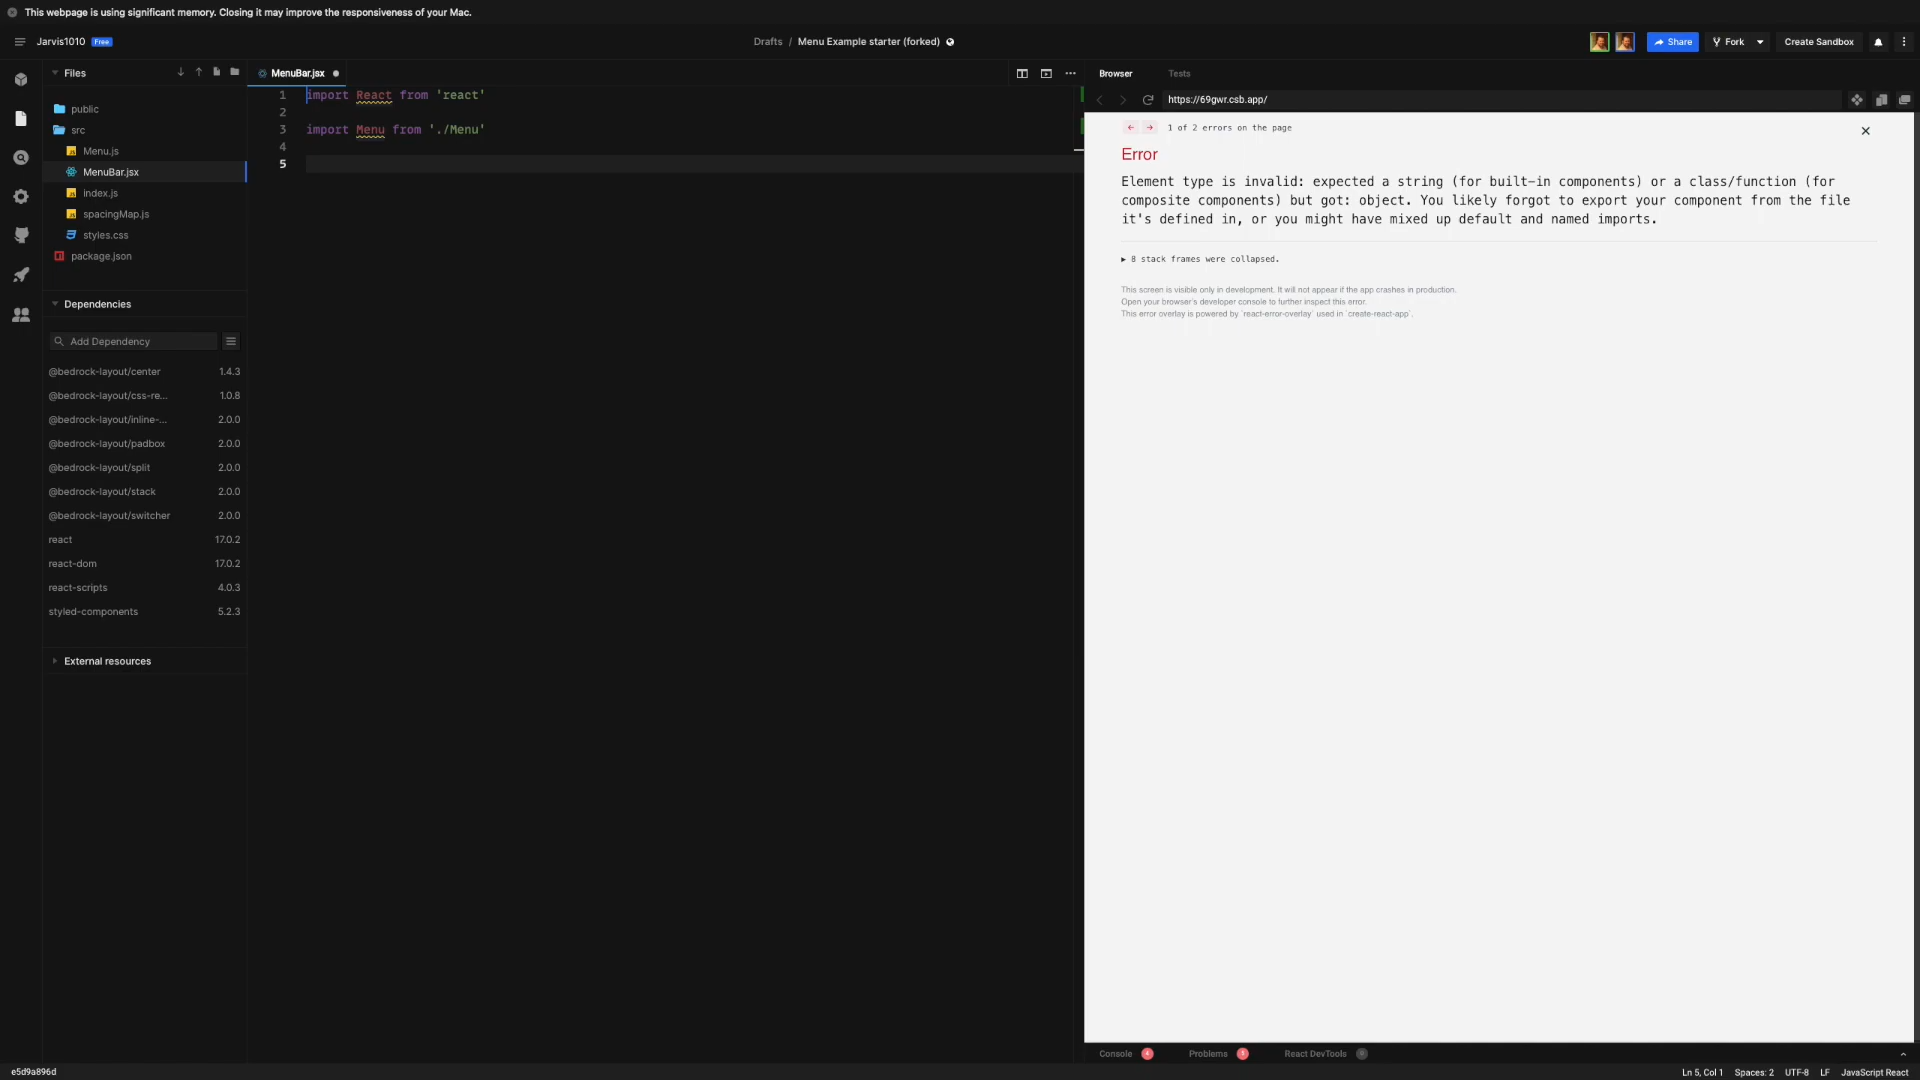 This webpage is using significant memory. Closing it may improve the responsiveness of your Mac.
Jarvis1010 Free
Drafts / Menu Example starter (forked)
Share
Fork
Create Sandbox
Files
public
src
Menu.js
MenuBar.jsx
index.js
spacingMap.js
styles.css
package.json
Dependencies
Add Dependency
@bedrock-layout/center 1.4.3
@bedrock-layout/css-re... 1.0.8
@bedrock-layout/inline-... 2.0.0
@bedrock-layout/padbox 2.0.0
@bedrock-layout/split 2.0.0
@bedrock-layout/stack 2.0.0
@bedrock-layout/switcher 2.0.0
react 17.0.2
react-dom 17.0.2
react-scripts 4.0.3
styled-components 5.2.3
External resources
MenuBar.jsx
1 import React from 'react'
2
3 import Menu from './Menu'
4
5
Browser Tests
https://69gwr.csb.app/
1 of 2 errors on the page
Error
Element type is invalid: expected a string (for built-in components) or a class/function (for
composite components) but got: object. You likely forgot to export your component from the file
it's defined in, or you might have mixed up default and named imports.
8 stack frames were collapsed.
This screen is visible only in development. It will not appear if the app crashes in production.
Open your browser's developer console to further inspect this error.
This error overlay is powered by `react-error-overlay` used in `create-react-app`.
Console Problems React DevTools
e5d9a896d
Ln 5, Col 1 Spaces: 2 UTF-8 LF JavaScript React